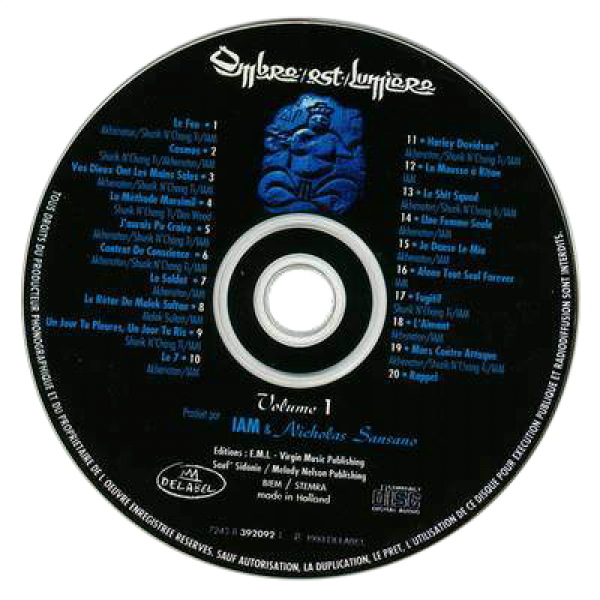 Ombre/est/Lumière
Le Feu • 1
Akhenaton/Shurik N'Chang Ti/IAM
Cosmos • 2
Shurik N'Chang Ti/Akhenaton/IAM
Vos Dieux Ont Les Mains Sales • 3
Akhenaton/Shurik N'Chang Ti/IAM
La Méthode Marsimil • 4
Shurik N'Chang Ti/Dan Wood
J'aurais Pu Croire • 5
Akhenaton/Shurik N'Chang Ti/IAM
Contrat De Conscience • 6
Akhenaton/Shurik N'Chang Ti/IAM
Le Soldat • 7
Akhenaton/IAM
Le Rêter De Malek Sultan • 8
Malek Sultan/IAM
Un Jour Tu Pleures, Un Jour Tu Ris • 9
Shurik N'Chang Ti/IAM
Le 7 • 10
Akhenaton/IAM
11 • Harley Davidson*
Akhenaton/Shurik N'Chang Ti/IAM
12 • La Mousse à Riton
IAM
13 • Le Shit Squad
Akhenaton/Shurik N'Chang Ti/IAM
14 • Une Femme Seule
Akhenaton/IAM
15 • Je Danse Le Mia
Akhenaton/IAM
16 • Alone Tout Seul Forever
IAM
17 • Fugitif
Shurik N'Chang Ti/IAM
18 • L'Aimant
Akhenaton/IAM
19 • Mars Contre Attaque
Akhenaton/Shurik N'Chang Ti/IAM
20 • Rappel
Volume 1
Produit par IAM & Nicholas Sansano
Editions : E.M.I. - Virgin Music Publishing
Sauf* Sidonie / Melody Nelson Publishing
BIEM / STEMRA
made in Holland
DELABEL
COMPACT
disc
DIGITAL AUDIO
7243 8 392092
TOUS DROITS DU PRODUCTEUR PHONOGRAPHIQUE ET DU PROPRIETAIRE DE L'OEUVRE ENREGISTREE RESERVES. SAUF AUTORISATION, LA DUPLICATION, LE PRET, L'UTILISATION DE CE DISQUE POUR EXECUTION PUBLIQUE ET RADIODIFFUSION SONT INTERDITS.